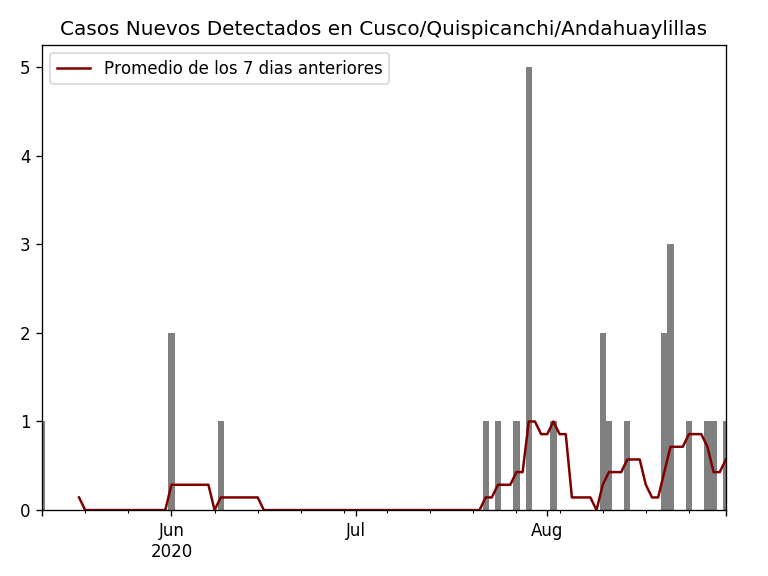 Casos Nuevos Detectados en Cusco/Quispicanchi/Andahuaylillas
Promedio de los 7 dias anteriores
5
4
3
2
1
0
Jun
2020
Jul
Aug